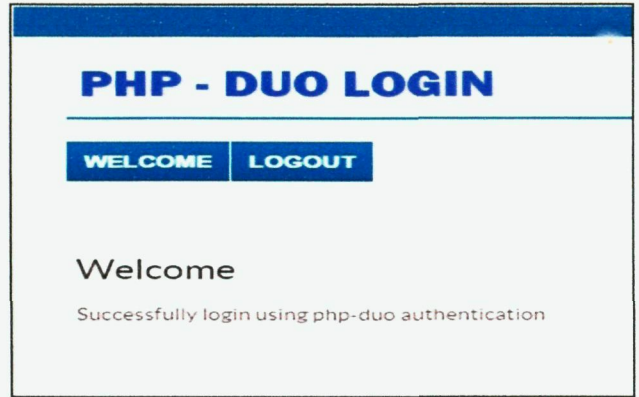 PHP - DUO LOGIN
WELCOME LOGOUT
Welcome
Successfully login using php-duo authentication